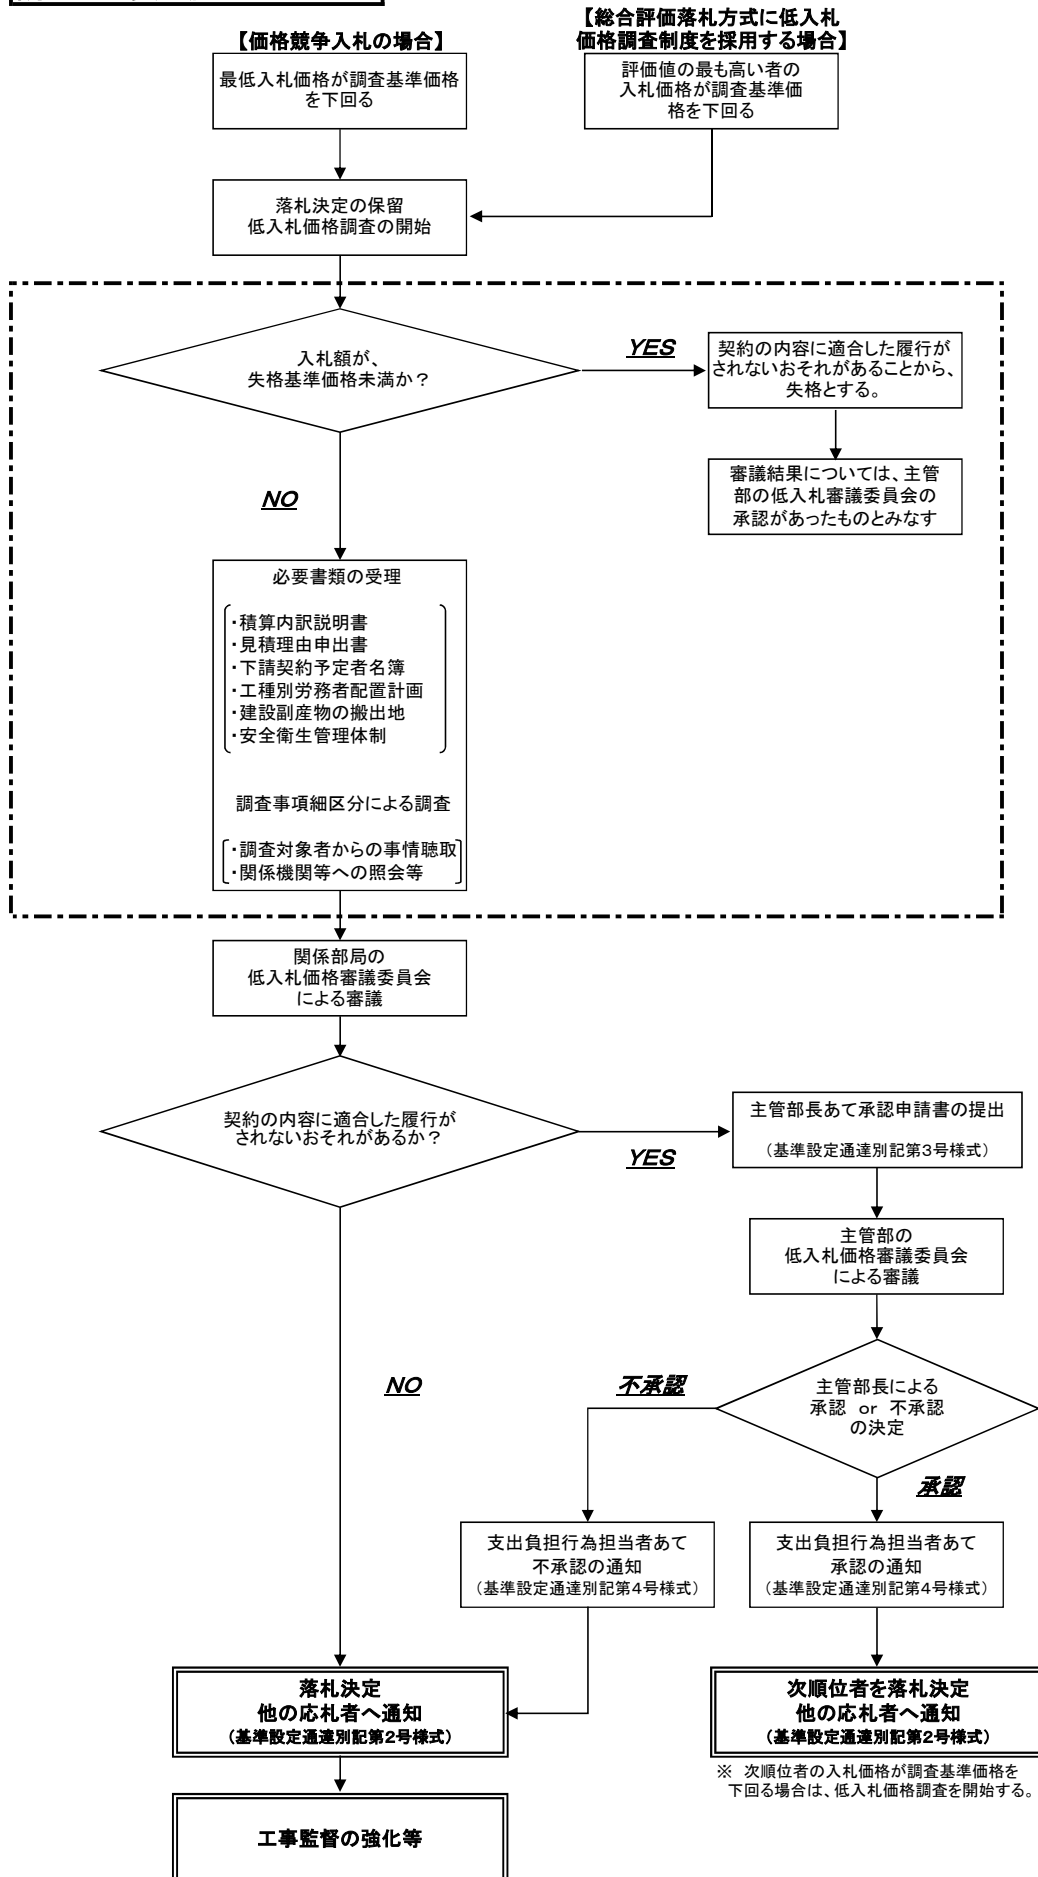 【価格競争入札の場合】
【総合評価落札方式に低入札
価格調査制度を採用する場合】
最低入札価格が調査基準価格
を下回る
評価値の最も高い者の
入札価格が調査基準価
格を下回る
落札決定の保留
低入札価格調査の開始
入札額が、
失格基準価格未満か？
YES
契約の内容に適合した履行が
されないおそれがあることから、
失格とする。
審議結果については、主管
部の低入札審議委員会の
承認があったものとみなす
NO
必要書類の受理
・積算内訳説明書
・見積理由申出書
・下請契約予定者名簿
・工種別労務者配置計画
・建設副産物の搬出地
・安全衛生管理体制
調査事項細区分による調査
・調査対象者からの事情聴取
・関係機関等への照会等
関係部局の
低入札価格審議委員会
による審議
契約の内容に適合した履行が
されないおそれがあるか？
YES
主管部長あて承認申請書の提出
（基準設定通達別記第３号様式）
主管部の
低入札価格審議委員会
による審議
NO
不承認
主管部長による
承認 or 不承認
の決定
承認
支出負担行為担当者あて
不承認の通知
（基準設定通達別記第４号様式）
支出負担行為担当者あて
承認の通知
（基準設定通達別記第４号様式）
落札決定
他の応札者へ通知
（基準設定通達別記第２号様式）
次順位者を落札決定
他の応札者へ通知
（基準設定通達別記第２号様式）
※ 次順位者の入札価格が調査基準価格を
下回る場合は、低入札価格調査を開始する。
工事監督の強化等